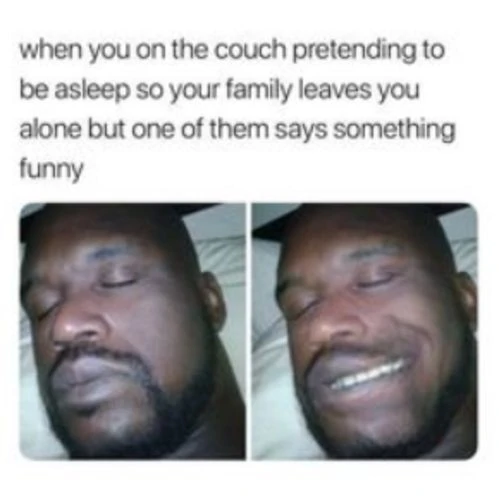 when you on the couch pretending to
be asleep so your family leaves you
alone but one of them says something
funny